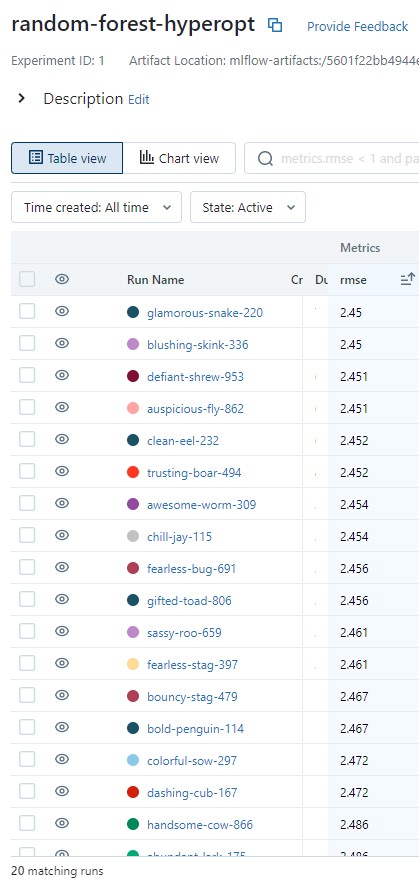 random-forest-hyperopt Provide Feedback
Experiment ID: 1 Artifact Location: mlflow-artifacts:/5601f22bb4944e
Description Edit
Table view Chart view metrics.rmse < 1 and pa
Time created: All time State: Active
Metrics
Run Name Cr Du rmse
glamorous-snake-220 2.45
blushing-skink-336 2.45
defiant-shrew-953 2.451
auspicious-fly-862 2.451
clean-eel-232 2.452
trusting-boar-494 2.452
awesome-worm-309 2.454
chill-jay-115 2.454
fearless-bug-691 2.456
gifted-toad-806 2.456
sassy-roo-659 2.461
fearless-stag-397 2.461
bouncy-stag-479 2.467
bold-penguin-114 2.467
colorful-sow-297 2.472
dashing-cub-167 2.472
handsome-cow-866 2.486
abundant-lark-175 2.486
20 matching runs